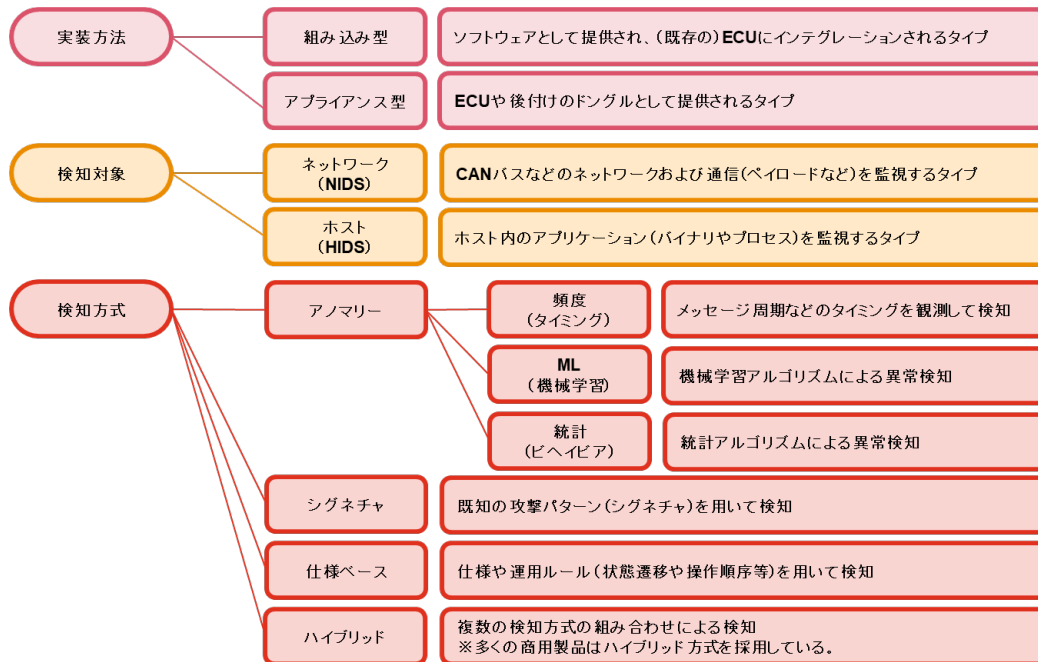 実装方法
組み込み型
ソフトウェアとして提供され、(既存の)ECUにインテグレーションされるタイプ
アプライアンス型
ECUや後付けのドングルとして提供されるタイプ
検知対象
ネットワーク
(NIDS)
CANバスなどのネットワークおよび通信(ペイロードなど)を監視するタイプ
ホスト
(HIDS)
ホスト内のアプリケーション(バイナリやプロセス)を監視するタイプ
検知方式
アノマリー
頻度
(タイミング)
メッセージ周期などのタイミングを観測して検知
ML
(機械学習)
機械学習アルゴリズムによる異常検知
統計
(ビヘイビア)
統計アルゴリズムによる異常検知
シグネチャ
既知の攻撃パターン(シグネチャ)を用いて検知
仕様ベース
仕様や運用ルール(状態遷移や操作順序等)を用いて検知
ハイブリッド
複数の検知方式の組み合わせによる検知
※多くの商用製品はハイブリッド方式を採用している。